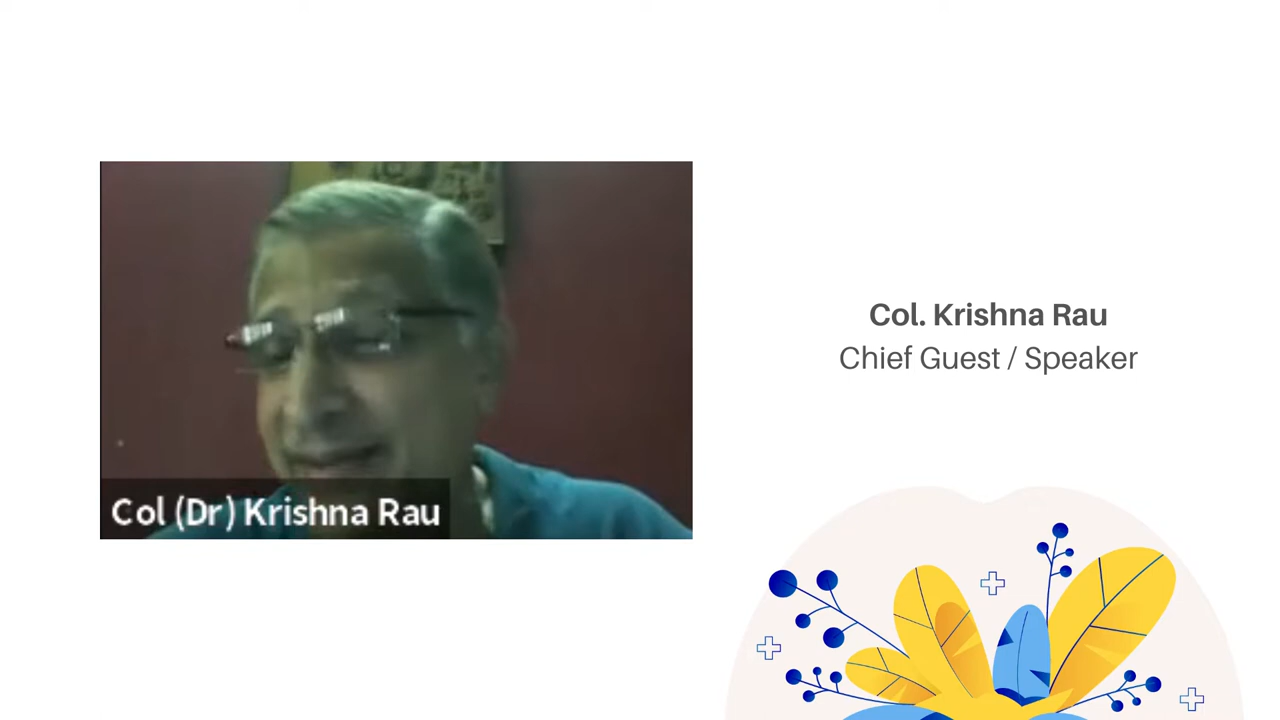 Col (Dr) Krishna Rau
Col. Krishna Rau
Chief Guest / Speaker